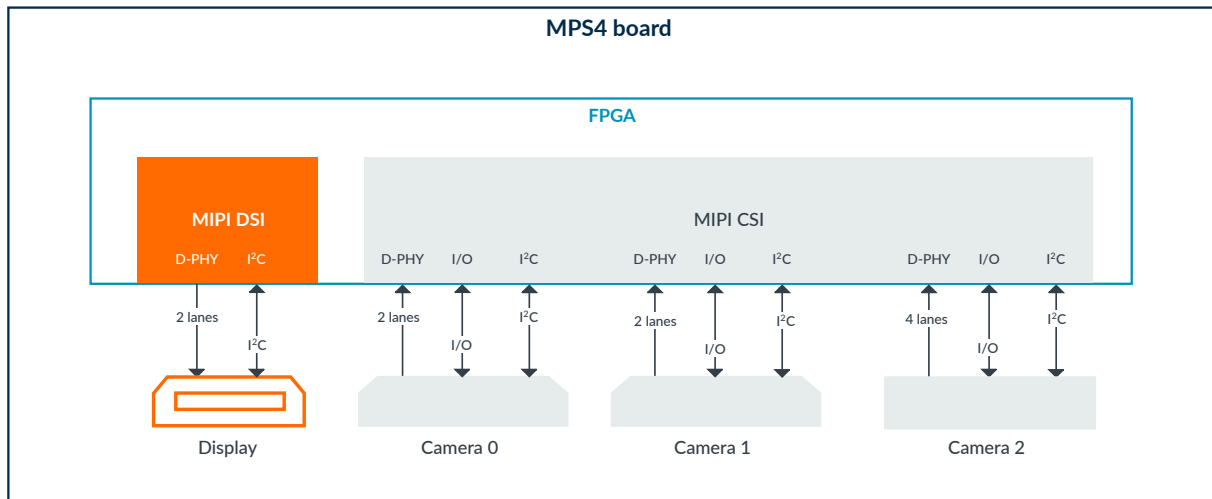 MPS4 board
FPGA
MIPI DSI
MIPI CSI
D-PHY I²C
D-PHY I/O I²C
D-PHY I/O I²C
D-PHY I/O I²C
2 lanes
I²C
2 lanes
I/O
I²C
2 lanes
I/O
I²C
4 lanes
I/O
I²C
Display
Camera 0
Camera 1
Camera 2